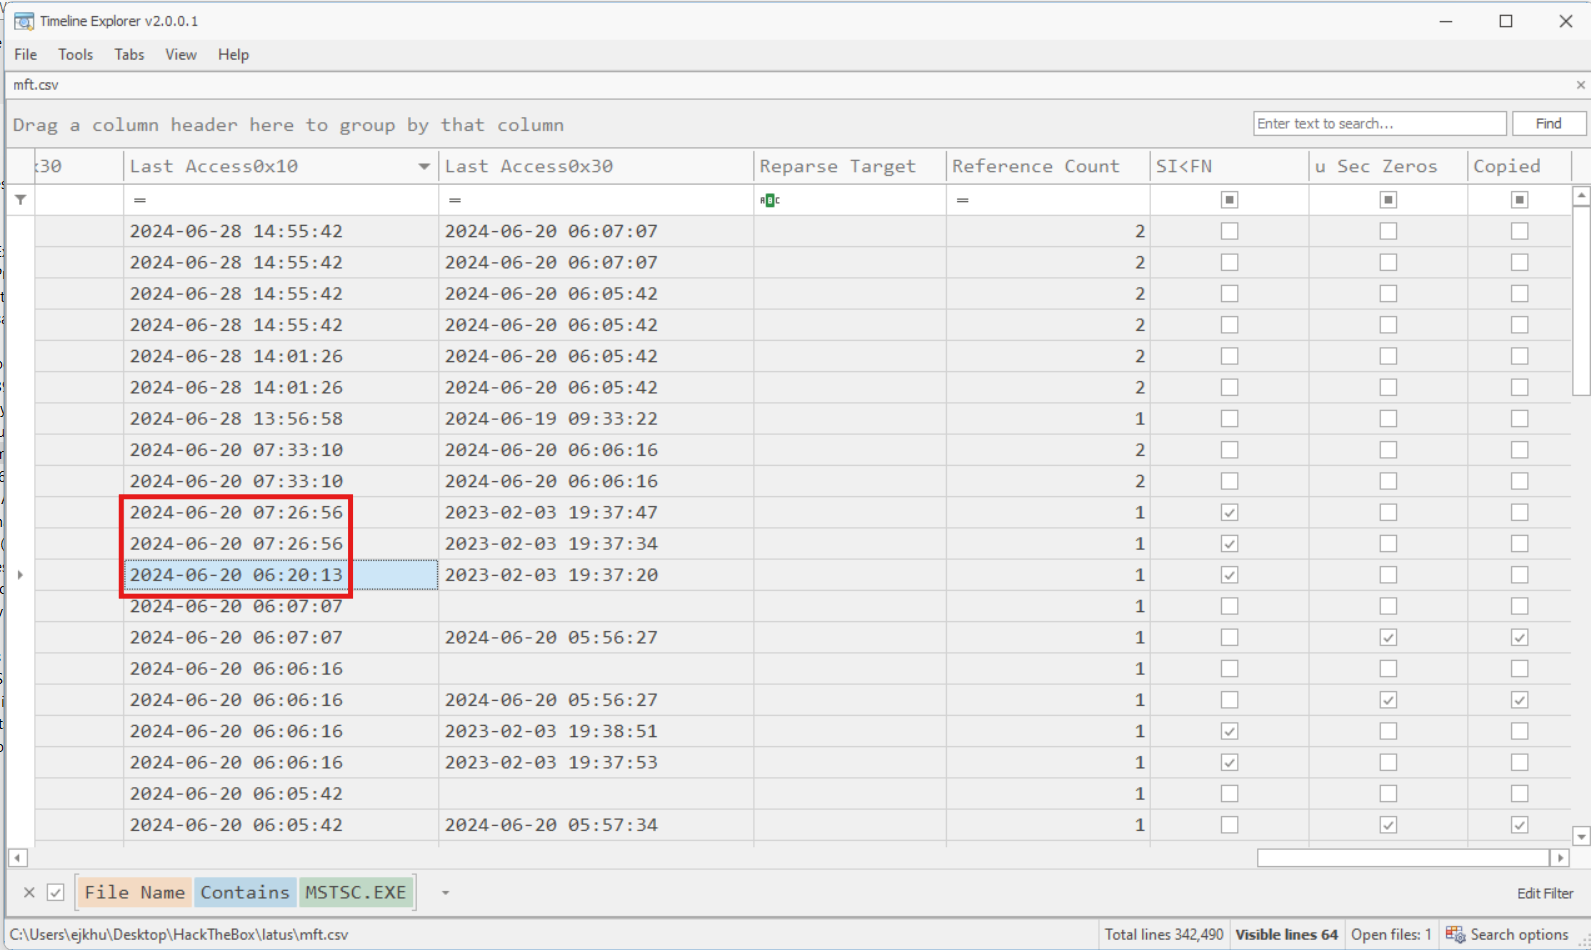 Timeline Explorer v2.0.0.1
File Tools Tabs View Help
mft.csv
Drag a column header here to group by that column
Enter text to search... Find
:30 Last Access0x10 Last Access0x30 Reparse Target Reference Count SI<FN u Sec Zeros Copied
= = ABC =
2024-06-28 14:55:42 2024-06-20 06:07:07 2
2024-06-28 14:55:42 2024-06-20 06:07:07 2
2024-06-28 14:55:42 2024-06-20 06:05:42 2
2024-06-28 14:55:42 2024-06-20 06:05:42 2
2024-06-28 14:01:26 2024-06-20 06:05:42 2
2024-06-28 14:01:26 2024-06-20 06:05:42 2
2024-06-28 13:56:58 2024-06-19 09:33:22 1
2024-06-20 07:33:10 2024-06-20 06:06:16 2
2024-06-20 07:33:10 2024-06-20 06:06:16 2
2024-06-20 07:26:56 2023-02-03 19:37:47 1
2024-06-20 07:26:56 2023-02-03 19:37:34 1
2024-06-20 06:20:13 2023-02-03 19:37:20 1
2024-06-20 06:07:07 1
2024-06-20 06:07:07 2024-06-20 05:56:27 1
2024-06-20 06:06:16 1
2024-06-20 06:06:16 2024-06-20 05:56:27 1
2024-06-20 06:06:16 2023-02-03 19:38:51 1
2024-06-20 06:06:16 2023-02-03 19:37:53 1
2024-06-20 06:05:42 1
2024-06-20 06:05:42 2024-06-20 05:57:34 1
File Name Contains MSTSC.EXE Edit Filter
C:\Users\ejkhu\Desktop\HackTheBox\latus\mft.csv Total lines 342,490 Visible lines 64 Open files: 1 Search options